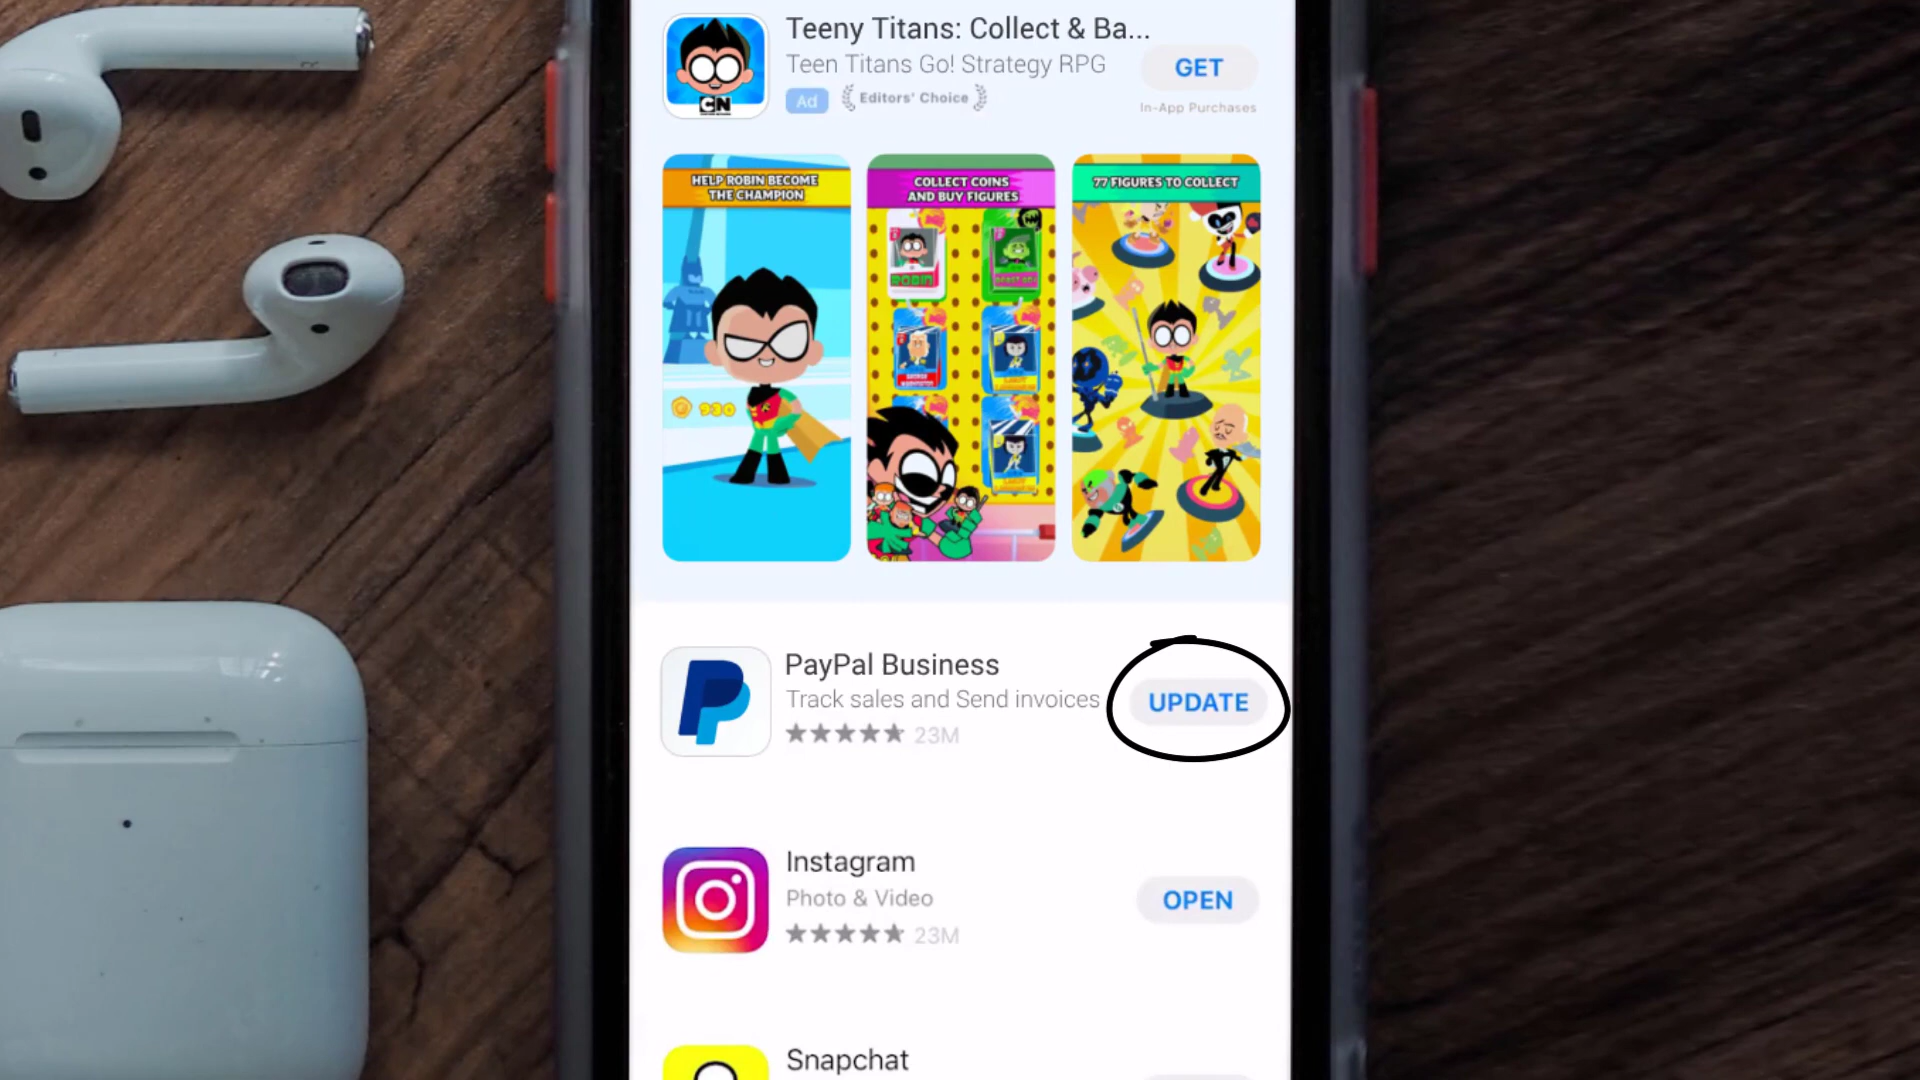 Teeny Titans: Collect & Ba...
Teen Titans Go! Strategy RPG
Ad
Editors' Choice
GET
In-App Purchases
CN
HELP ROBIN BECOME
THE CHAMPION
930
COLLECT COINS
AND BUY FIGURES
ROBIN
77 FIGURES TO COLLECT
PayPal Business
Track sales and Send invoices
23M
UPDATE
Instagram
Photo & Video
23M
OPEN
Snapchat